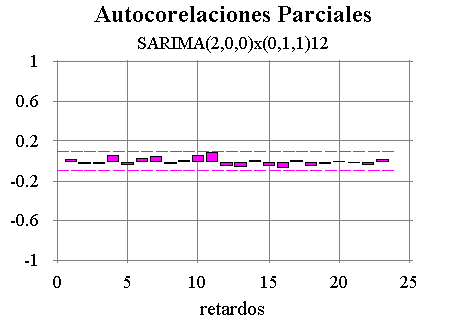 Autocorelaciones Parciales
SARIMA(2,0,0)x(0,1,1)12
1
0.6
0.2
-0.2
-0.6
-1
0 5 10 15 20 25
retardos